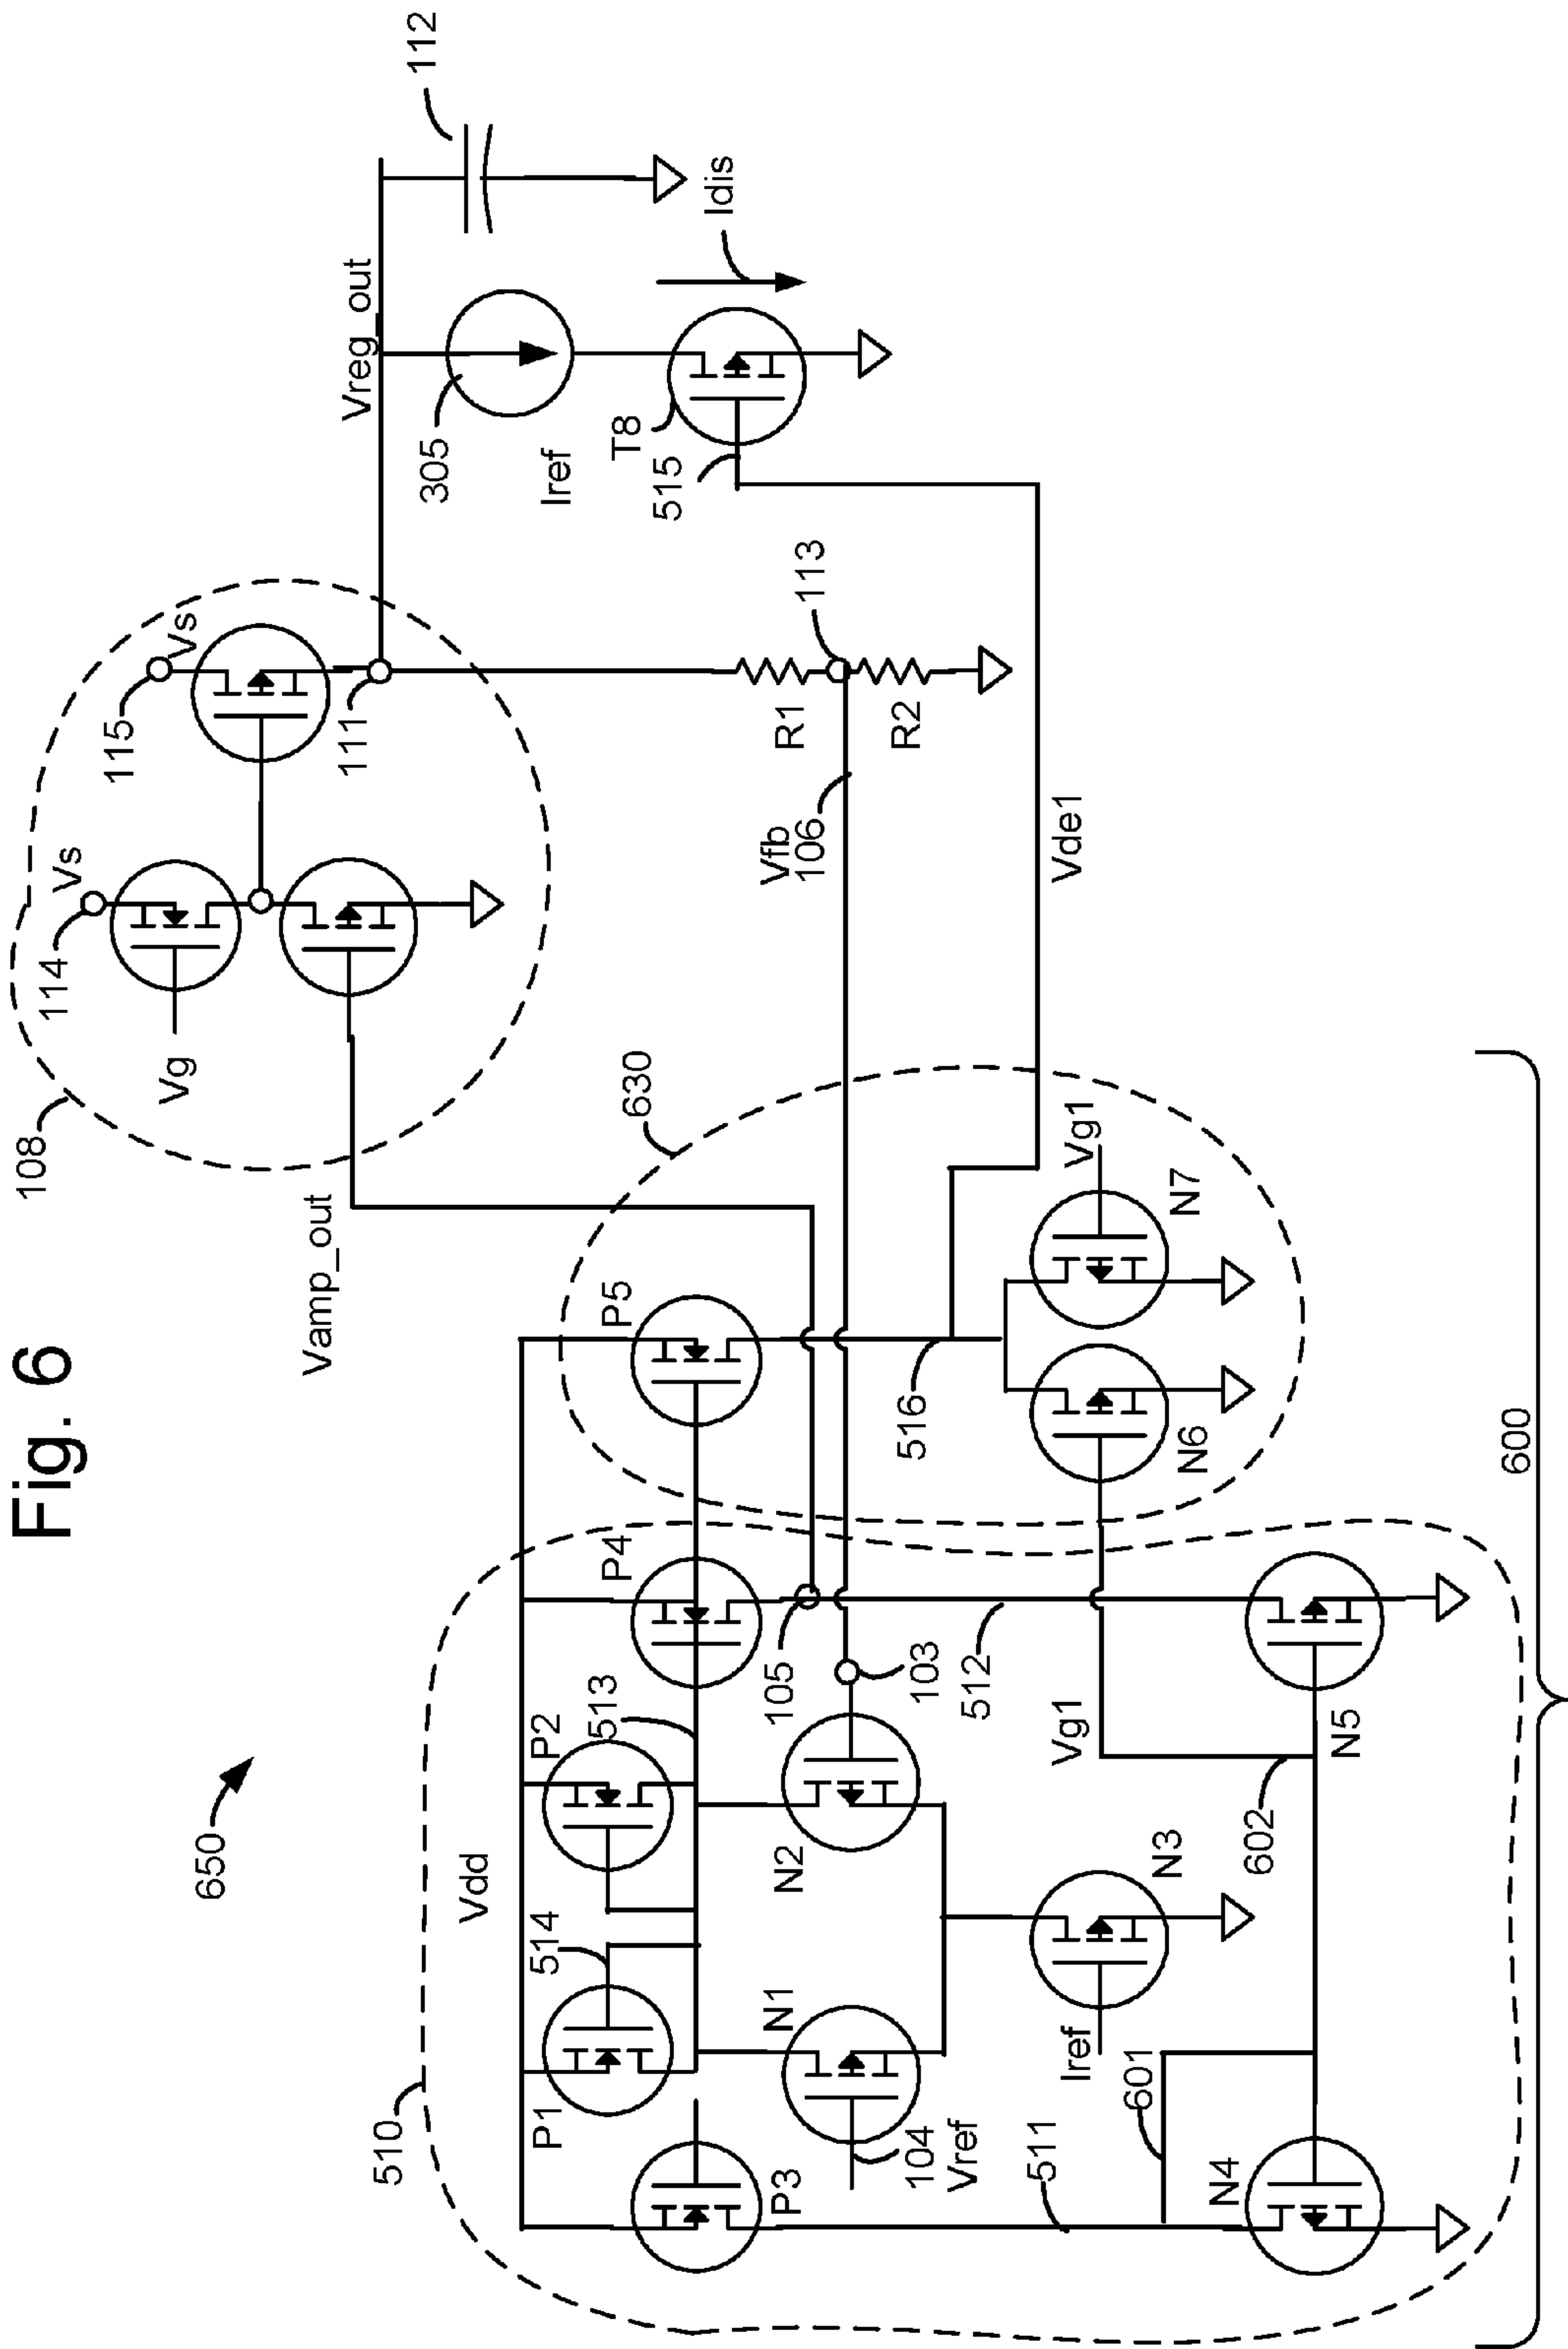 Fig. 6
650
108
114
Vs
Vg
115
Vs
111
Vreg_out
112
305
Iref
Idis
T8
515
R1
113
R2
Vfb
106
Vde1
Vamp_out
630
510
Vdd
P1
514
P2
513
P3
P4
P5
105
103
N1
N2
104
Vref
512
516
511
Iref
N3
Vg1
Vg1
N6
N7
601
602
N4
N5
600